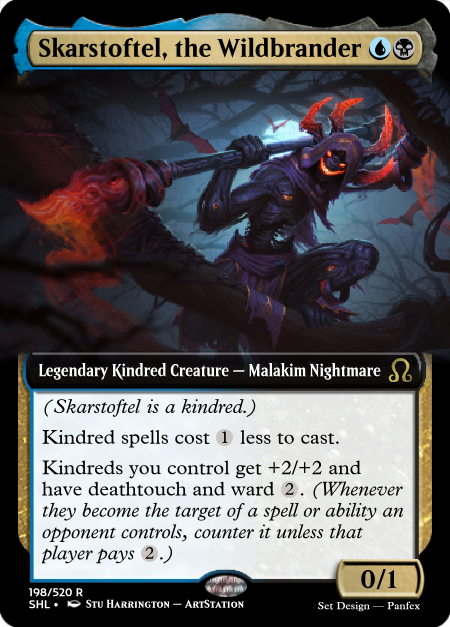 Skarstoftel, the Wildbrander
Legendary Kindred Creature — Malakim Nightmare
(Skarstoftel is a kindred.)
Kindred spells cost 1 less to cast.
Kindreds you control get +2/+2 and
have deathtouch and ward 2. (Whenever
they become the target of a spell or ability an
opponent controls, counter it unless that
player pays 2.)
0/1
198/520 R
SHL • Stu Harrington — ArtStation
Set Design — Panfex